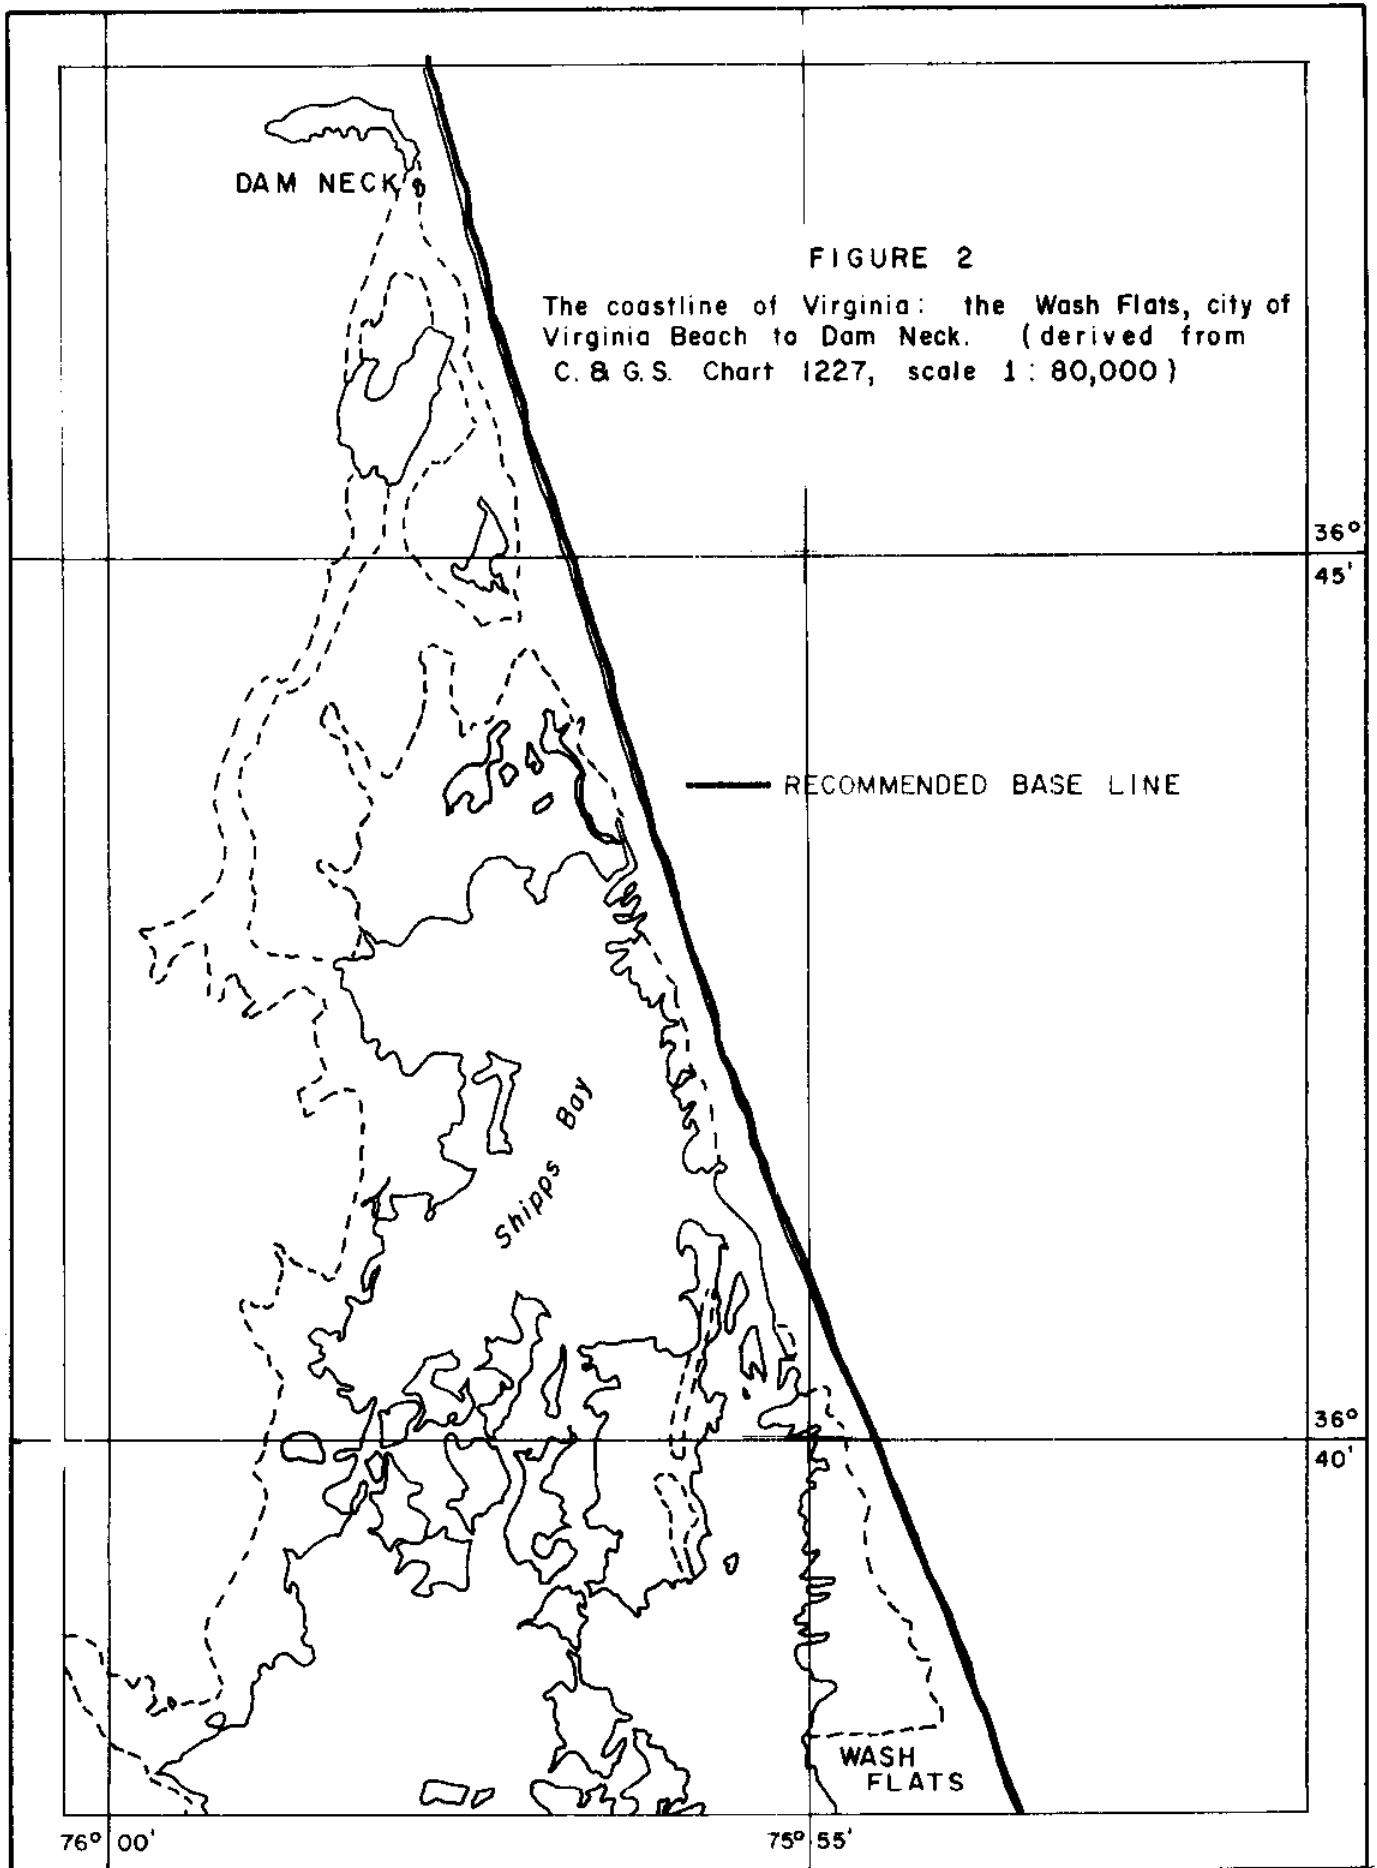 DAM NECK
FIGURE 2
The coastline of Virginia: the Wash Flats, city of
Virginia Beach to Dam Neck. (derived from
C. & G.S. Chart 1227, scale 1 : 80,000)
36°
45'
RECOMMENDED BASE LINE
Shipps Bay
36°
40'
WASH
FLATS
76° 00'
75° 55'